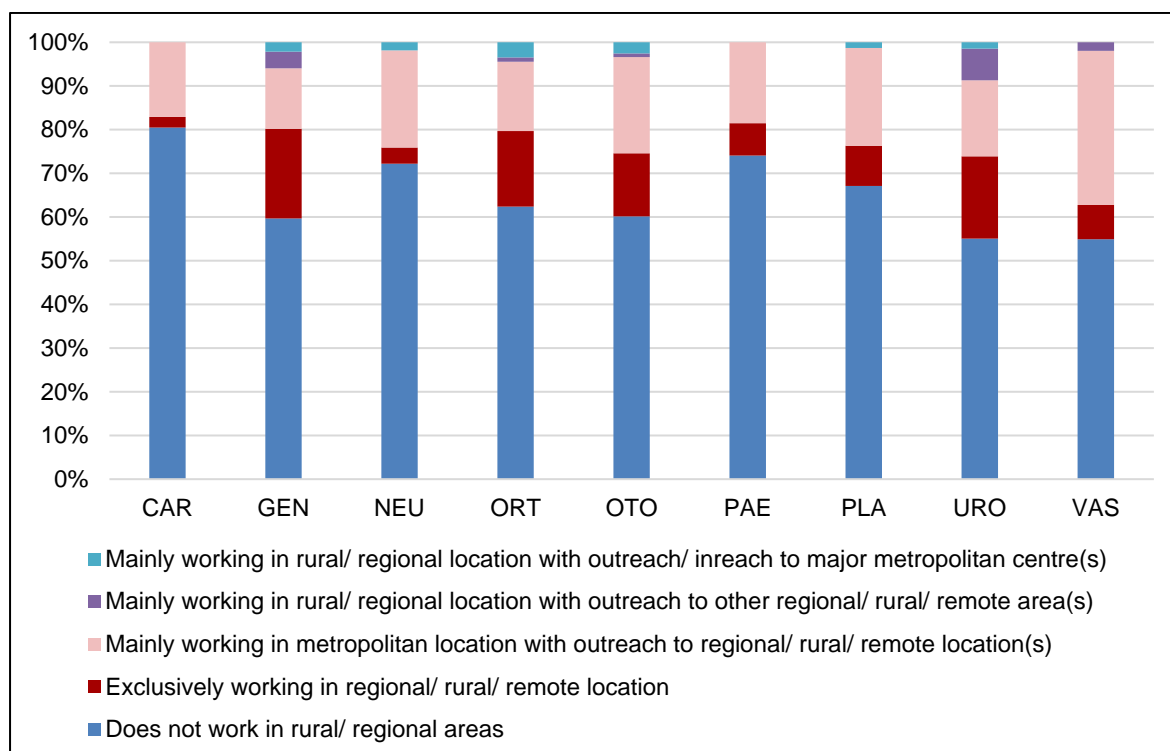 100%
90%
80%
70%
60%
50%
40%
30%
20%
10%
0%
CAR GEN NEU ORT OTO PAE PLA URO VAS
Mainly working in rural/ regional location with outreach/ inreach to major metropolitan centre(s)
Mainly working in rural/ regional location with outreach to other regional/ rural/ remote area(s)
Mainly working in metropolitan location with outreach to regional/ rural/ remote location(s)
Exclusively working in regional/ rural/ remote location
Does not work in rural/ regional areas